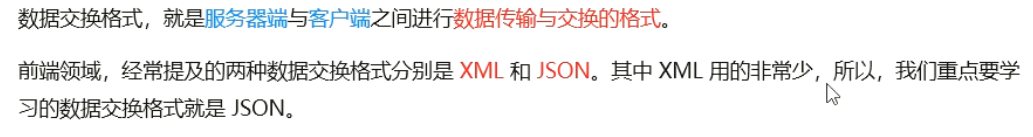 数据交换格式，就是服务器端与客户端之间进行数据传输与交换的格式。
前端领域，经常提及的两种数据交换格式分别是 XML 和 JSON。其中 XML 用的非常少，所以，我们重点要学
习的数据交换格式就是 JSON。